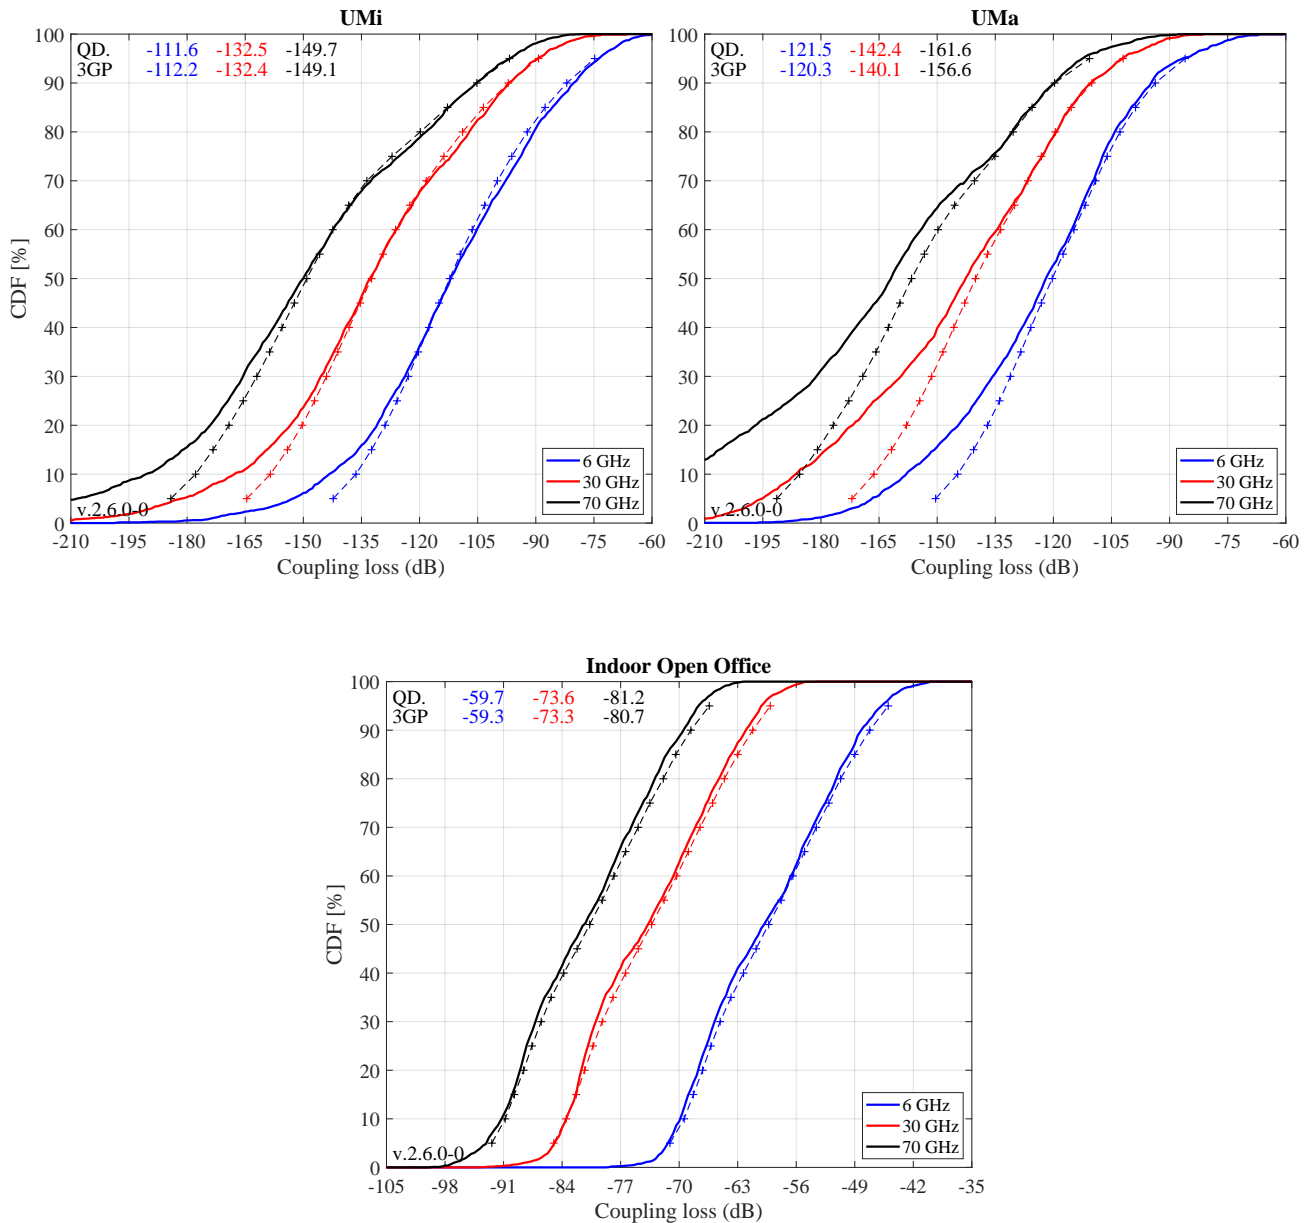 UMi
QD. -111.6 -132.5 -149.7
3GP -112.2 -132.4 -149.1
100
90
80
70
60
50
40
30
20
10
0
CDF [%]
6 GHz
30 GHz
70 GHz
v.2.6.0-0
-210 -195 -180 -165 -150 -135 -120 -105 -90 -75 -60
Coupling loss (dB)
UMa
QD. -121.5 -142.4 -161.6
3GP -120.3 -140.1 -156.6
100
90
80
70
60
50
40
30
20
10
0
6 GHz
30 GHz
70 GHz
v.2.6.0-0
-210 -195 -180 -165 -150 -135 -120 -105 -90 -75 -60
Coupling loss (dB)
Indoor Open Office
QD. -59.7 -73.6 -81.2
3GP -59.3 -73.3 -80.7
100
90
80
70
60
50
40
30
20
10
0
CDF [%]
6 GHz
30 GHz
70 GHz
v.2.6.0-0
-105 -98 -91 -84 -77 -70 -63 -56 -49 -42 -35
Coupling loss (dB)